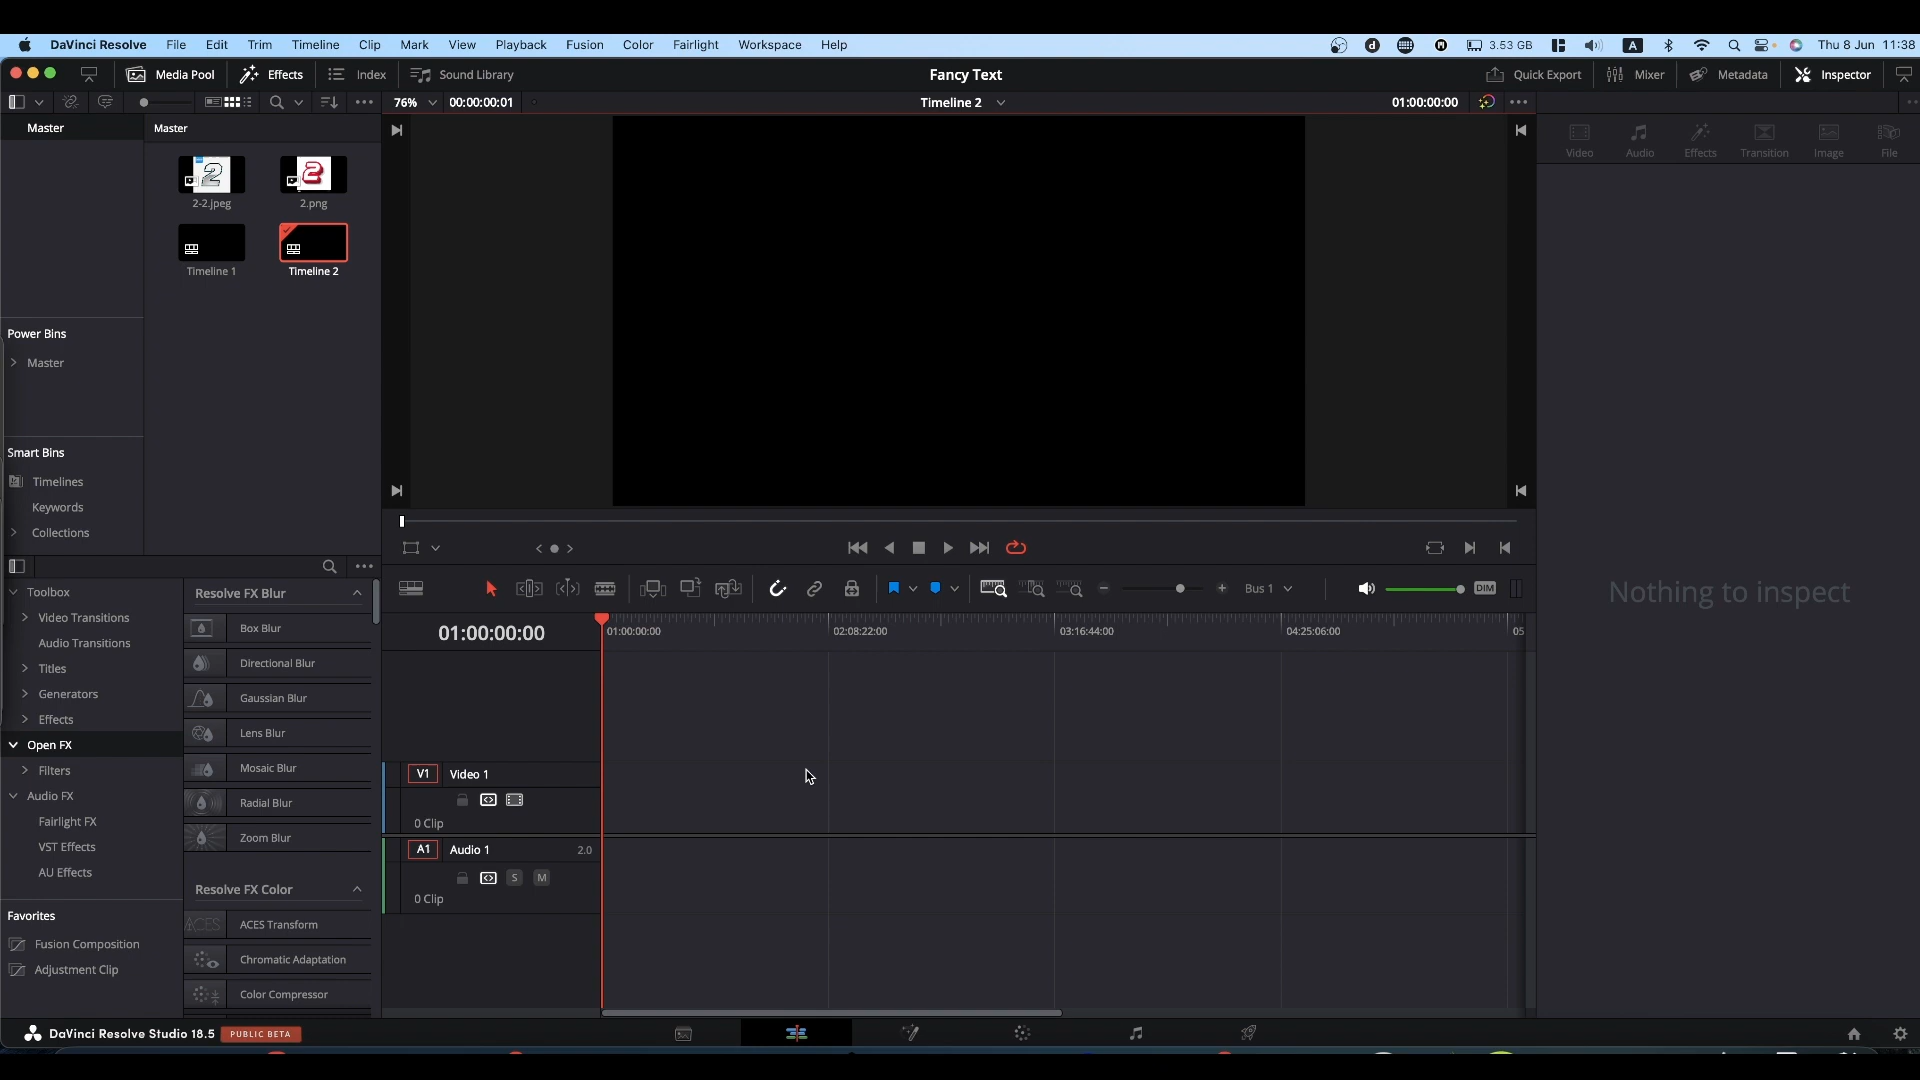 DaVinci Resolve File Edit Trim Timeline Clip Mark View Playback Fusion Color Fairlight Workspace Help 3.53 GB A Thu 8 Jun 11:38
Media Pool Effects Index Sound Library Fancy Text Quick Export Mixer Metadata Inspector
76% 00:00:00:01 Timeline 2 01:00:00:00
Master Master
Video Audio Effects Transition Image File
2-2.jpeg 2.png
Timeline 1 Timeline 2
Power Bins
Master
Smart Bins
Timelines
Keywords
Collections
Toolbox
Video Transitions
Audio Transitions
Titles
Generators
Effects
Open FX
Filters
Audio FX
Fairlight FX
VST Effects
AU Effects
Favorites
Fusion Composition
Adjustment Clip
Resolve FX Blur
Box Blur
Directional Blur
Gaussian Blur
Lens Blur
Mosaic Blur
Radial Blur
Zoom Blur
Resolve FX Color
ACES Transform
Chromatic Adaptation
Color Compressor
Bus 1 DIM
01:00:00:00 01:00:00:00 02:08:22:00 03:16:44:00 04:25:06:00 05
V1 Video 1
0 Clip
A1 Audio 1 2.0
S M
0 Clip
Nothing to inspect
DaVinci Resolve Studio 18.5 PUBLIC BETA